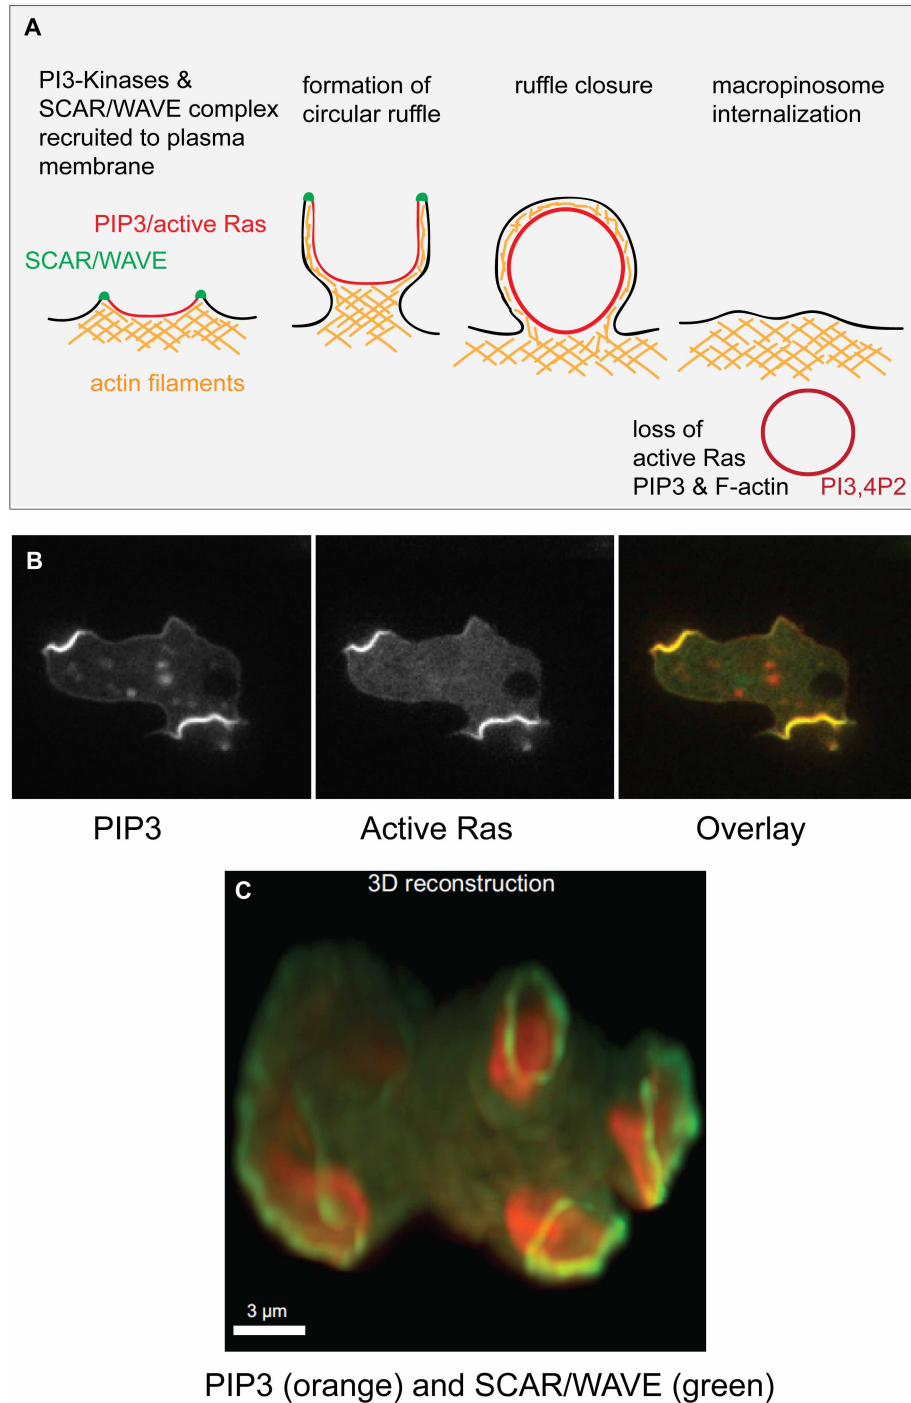 A
PI3-Kinases &
SCAR/WAVE complex
recruited to plasma
membrane
formation of
circular ruffle
ruffle closure
macropinosome
internalization
PIP3/active Ras
SCAR/WAVE
actin filaments
loss of
active Ras
PIP3 & F-actin
PI3,4P2
B
PIP3
Active Ras
Overlay
C
3D reconstruction
3 µm
PIP3 (orange) and SCAR/WAVE (green)